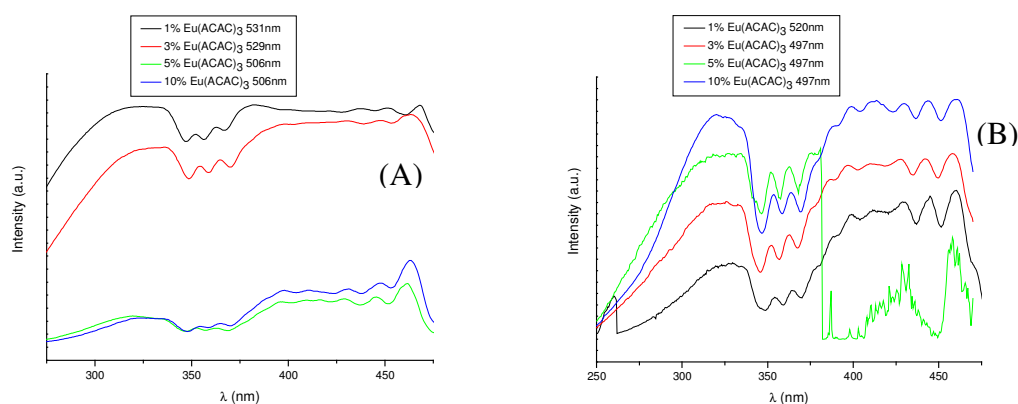 1% Eu(ACAC)3 531nm
3% Eu(ACAC)3 529nm
5% Eu(ACAC)3 506nm
10% Eu(ACAC)3 506nm
(A)
Intensity (a.u.)
300 350 400 450
λ (nm)
1% Eu(ACAC)3 520nm
3% Eu(ACAC)3 497nm
5% Eu(ACAC)3 497nm
10% Eu(ACAC)3 497nm
(B)
Intensity (a.u.)
250 300 350 400 450
λ (nm)